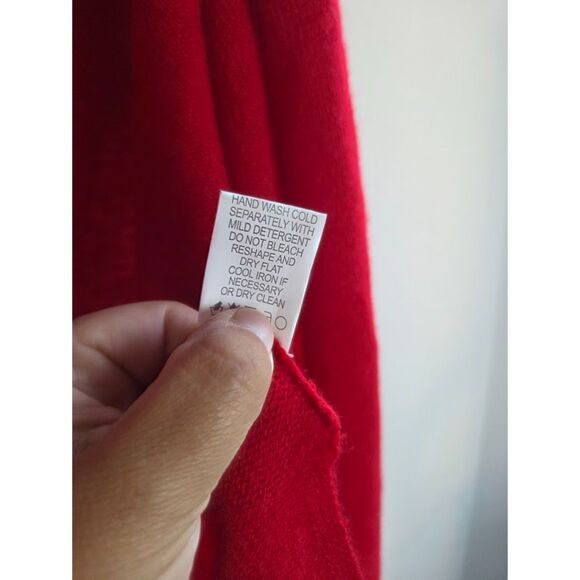 HAND WASH COLD
SEPARATELY WITH
MILD DETERGENT
DO NOT BLEACH
RESHAPE AND
DRY FLAT
COOL IRON IF
NECESSARY
OR DRY CLEAN